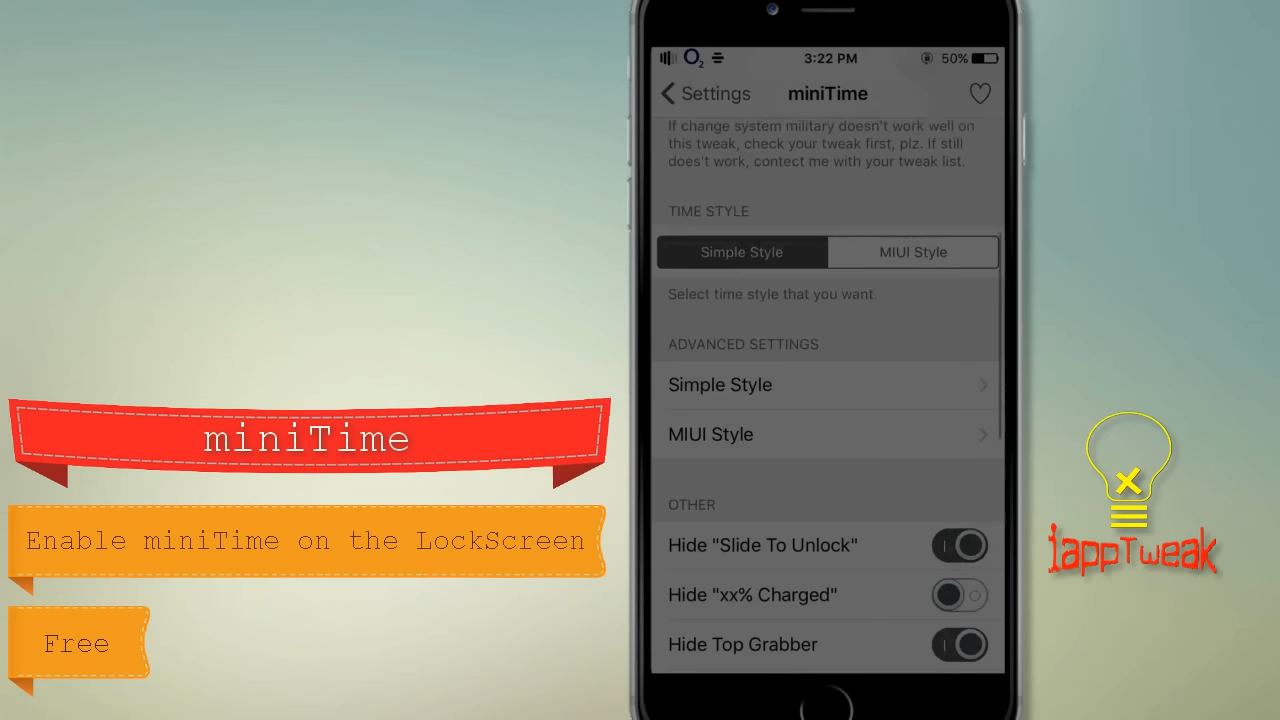 miniTime
Enable miniTime on the LockScreen
Free
O2
3:22 PM
50%
Settings
miniTime
If change system military doesn't work well on
this tweak, check your tweak first, plz. If still
does't work, contect me with your tweak list.
TIME STYLE
Simple Style
MIUI Style
Select time style that you want.
ADVANCED SETTINGS
Simple Style
MIUI Style
OTHER
Hide "Slide To Unlock"
Hide "xx% Charged"
Hide Top Grabber
iappTweak